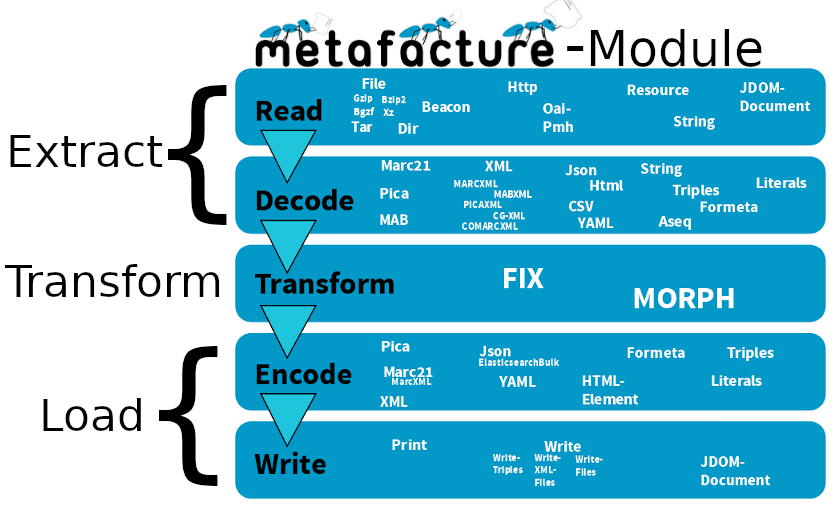 metafacture -Module
Extract
Read
File
Gzip Bzip2
Bgzf Xz
Tar Dir
Beacon
Http
Oai-
Pmh
Resource
String
JDOM-
Document
Decode
Marc21
Pica
MAB
XML
MARCXML
MABXML
PICAXML
CG-XML
COMARCXML
Json
Html
CSV
YAML
String
Triples
Formeta
Aseq
Literals
Transform
Transform
FIX
MORPH
Load
Encode
Pica
Marc21
MarcXML
XML
Json
ElasticsearchBulk
YAML
HTML-
Element
Formeta
Triples
Literals
Write
Print
Write
Write-
Triples
Write-
XML-
Files
Write-
Files
JDOM-
Document